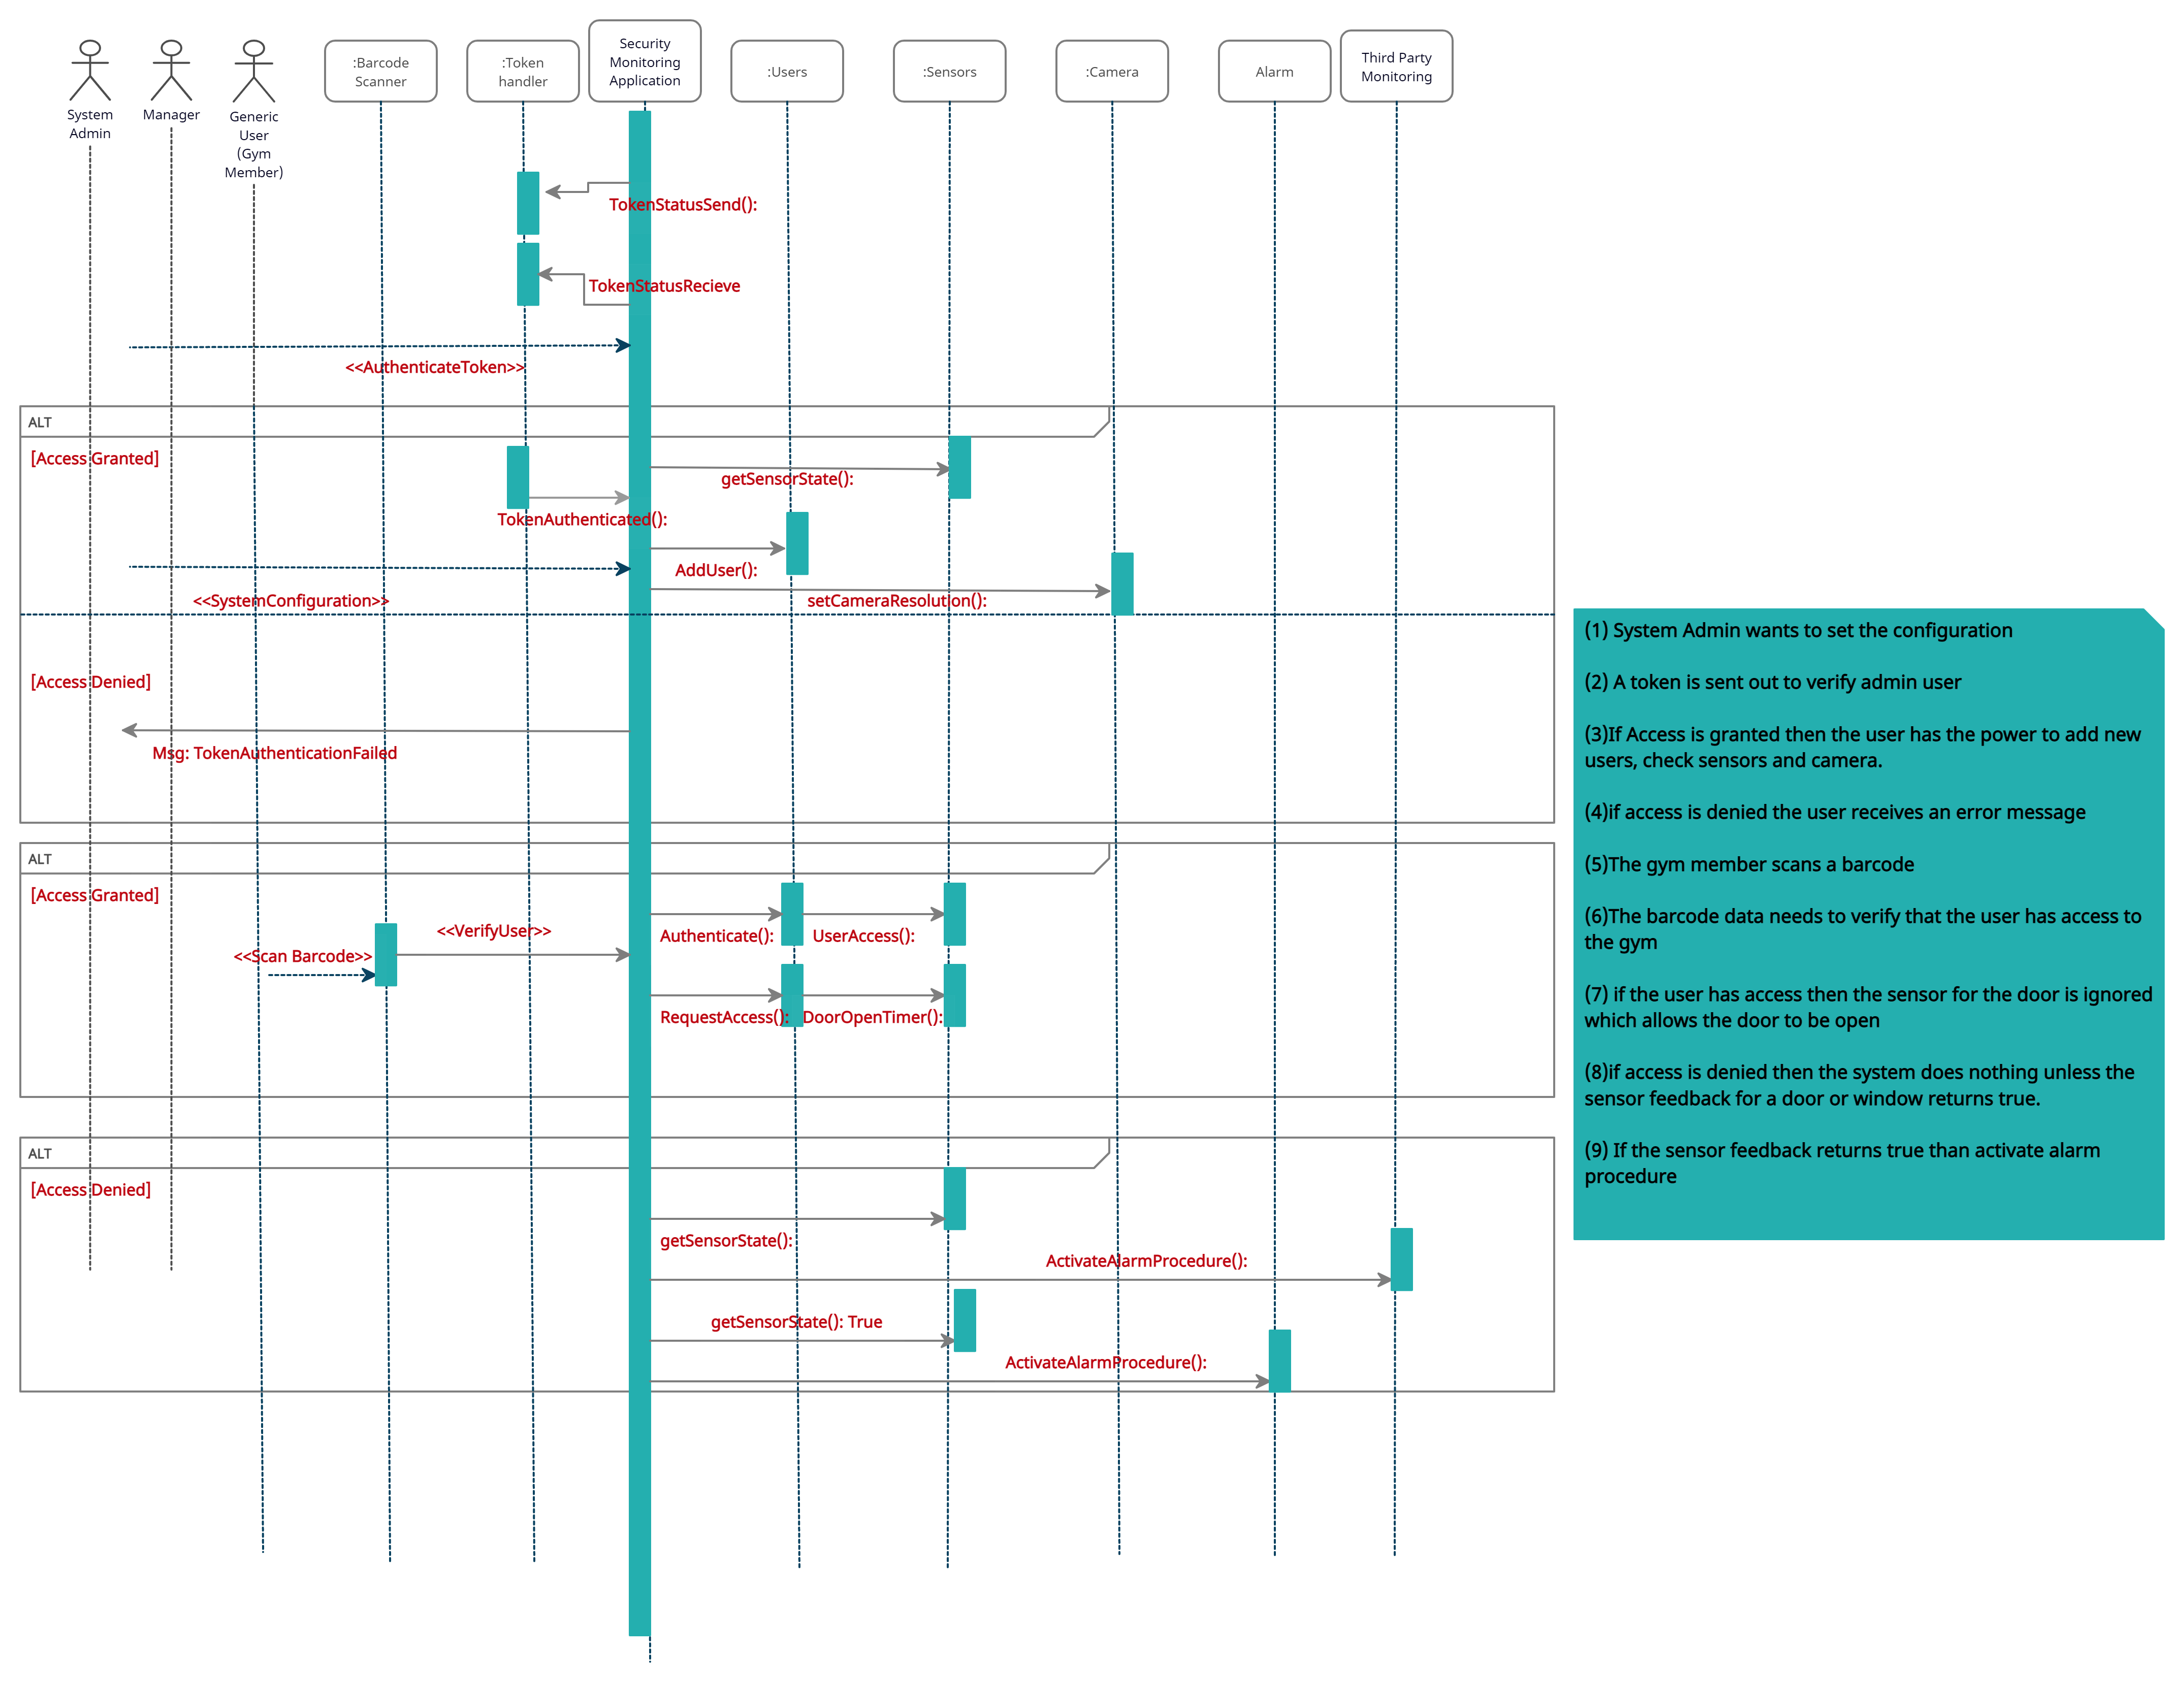 System
Admin
Manager
Generic
User
(Gym
Member)
:Barcode
Scanner
:Token
handler
Security
Monitoring
Application
:Users
:Sensors
:Camera
Alarm
Third Party
Monitoring
TokenStatusSend():
TokenStatusRecieve
<<AuthenticateToken>>
ALT
[Access Granted]
getSensorState():
TokenAuthenticated():
AddUser():
<<SystemConfiguration>>
setCameraResolution():
[Access Denied]
Msg: TokenAuthenticationFailed
ALT
[Access Granted]
<<VerifyUser>>
Authenticate():
UserAccess():
<<Scan Barcode>>
RequestAccess():
DoorOpenTimer():
ALT
[Access Denied]
getSensorState():
ActivateAlarmProcedure():
getSensorState(): True
ActivateAlarmProcedure():
(1) System Admin wants to set the configuration
(2) A token is sent out to verify admin user
(3)If Access is granted then the user has the power to add new
users, check sensors and camera.
(4)if access is denied the user receives an error message
(5)The gym member scans a barcode
(6)The barcode data needs to verify that the user has access to
the gym
(7) if the user has access then the sensor for the door is ignored
which allows the door to be open
(8)if access is denied then the system does nothing unless the
sensor feedback for a door or window returns true.
(9) If the sensor feedback returns true than activate alarm
procedure